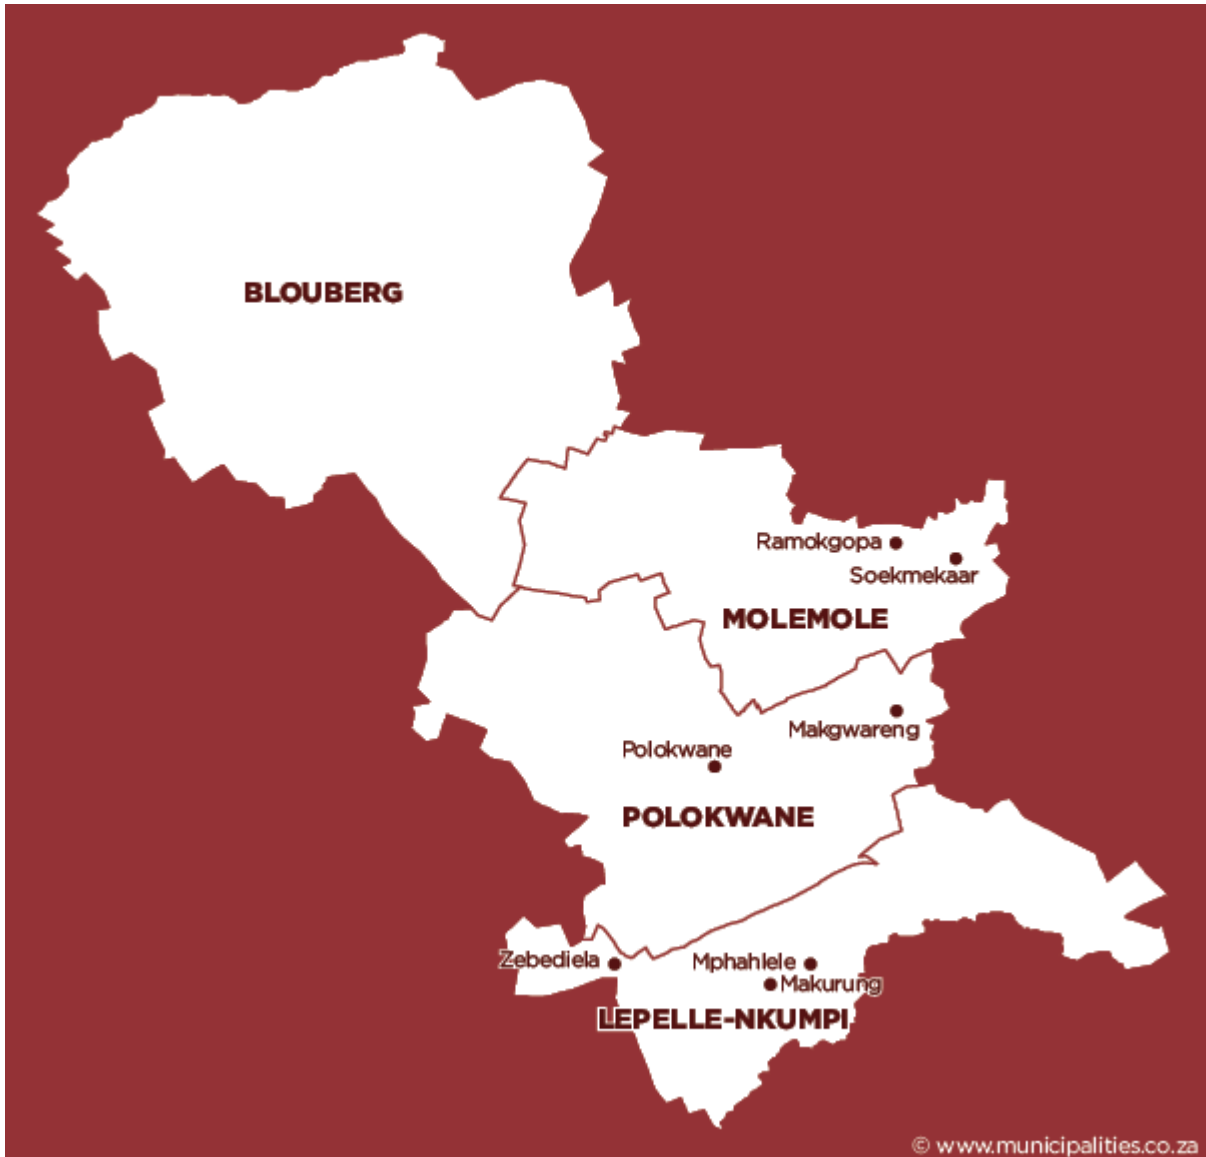 BLOUBERG
Ramokgopa
Soekmekaar
MOLEMOLE
Makgwareng
Polokwane
POLOKWANE
Zebediela
Mphahlele
Makurung
LEPELLE-NKUMPI
© www.municipalities.co.za